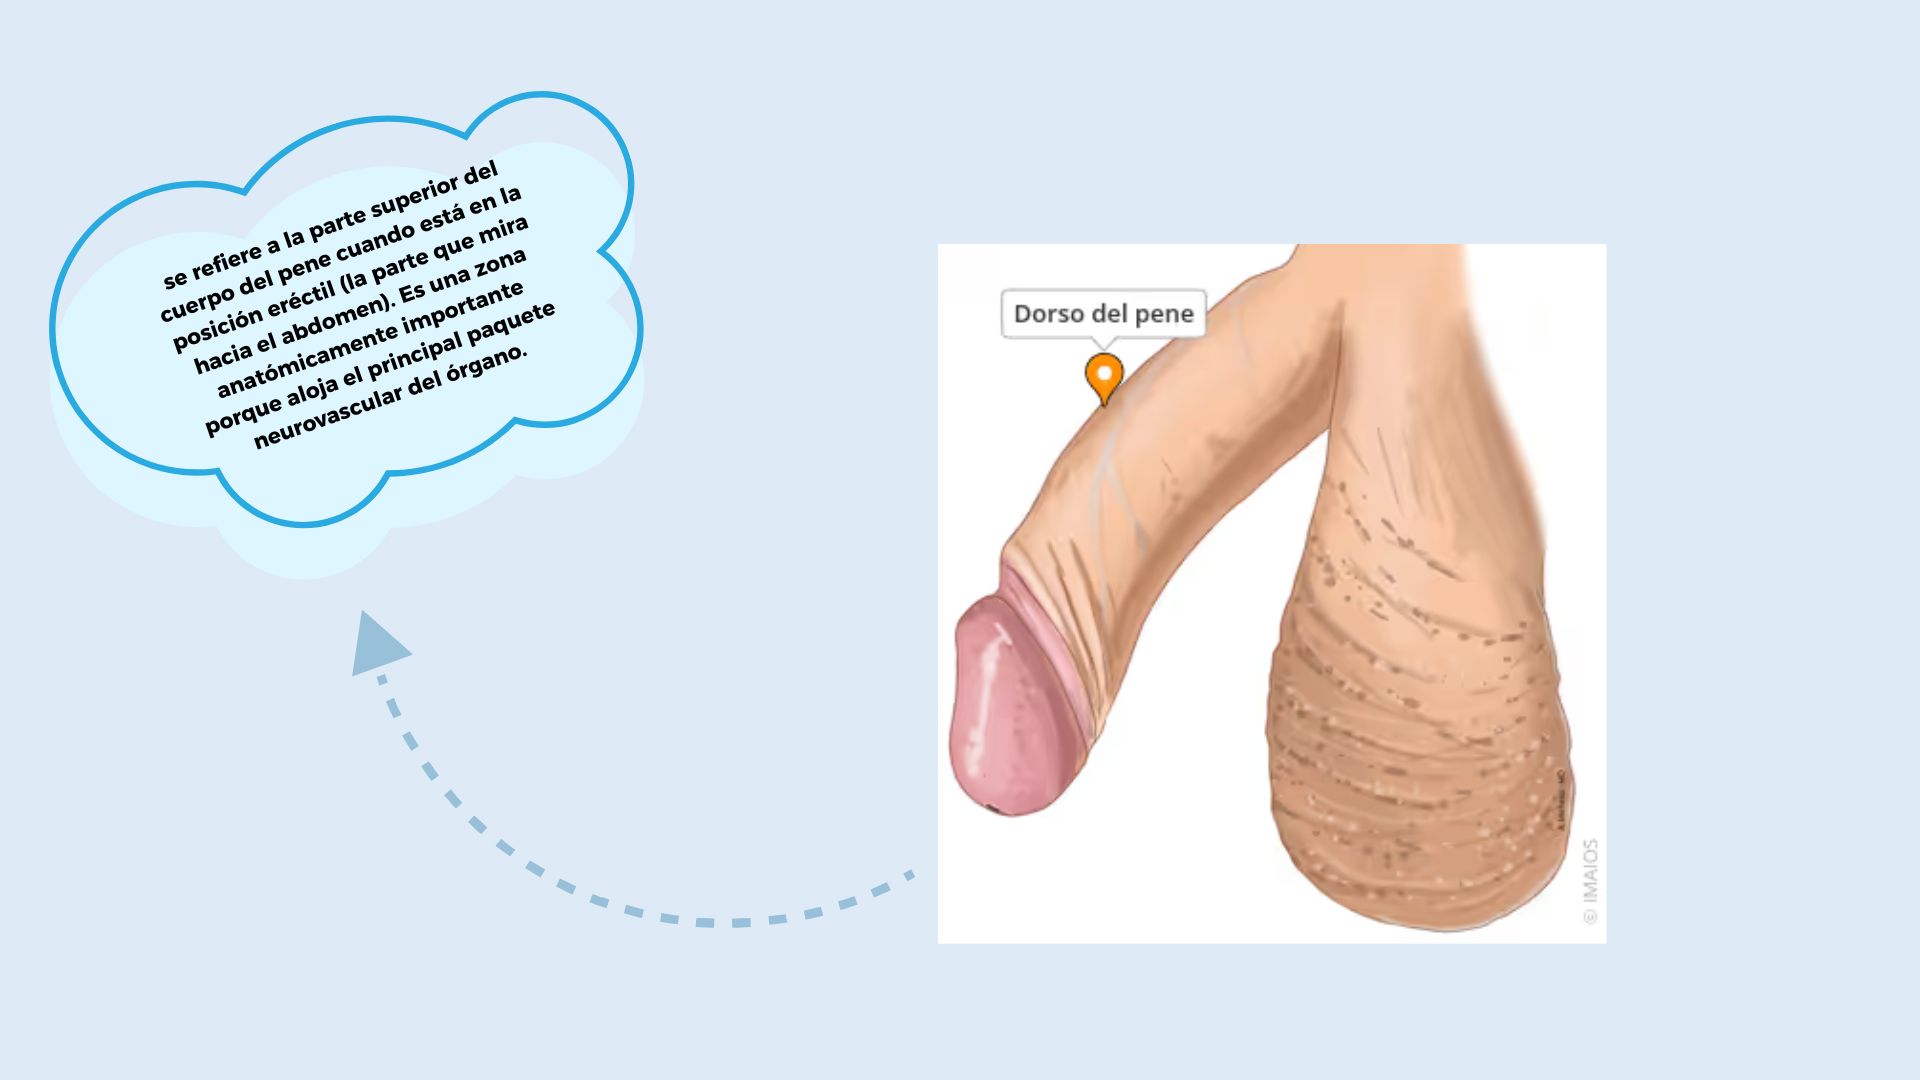 se refiere a la parte superior del
cuerpo del pene cuando está en la
posición eréctil (la parte que mira
hacia el abdomen). Es una zona
anatómicamente importante
porque aloja el principal paquete
neurovascular del órgano.
Dorso del pene
© IMAIOS